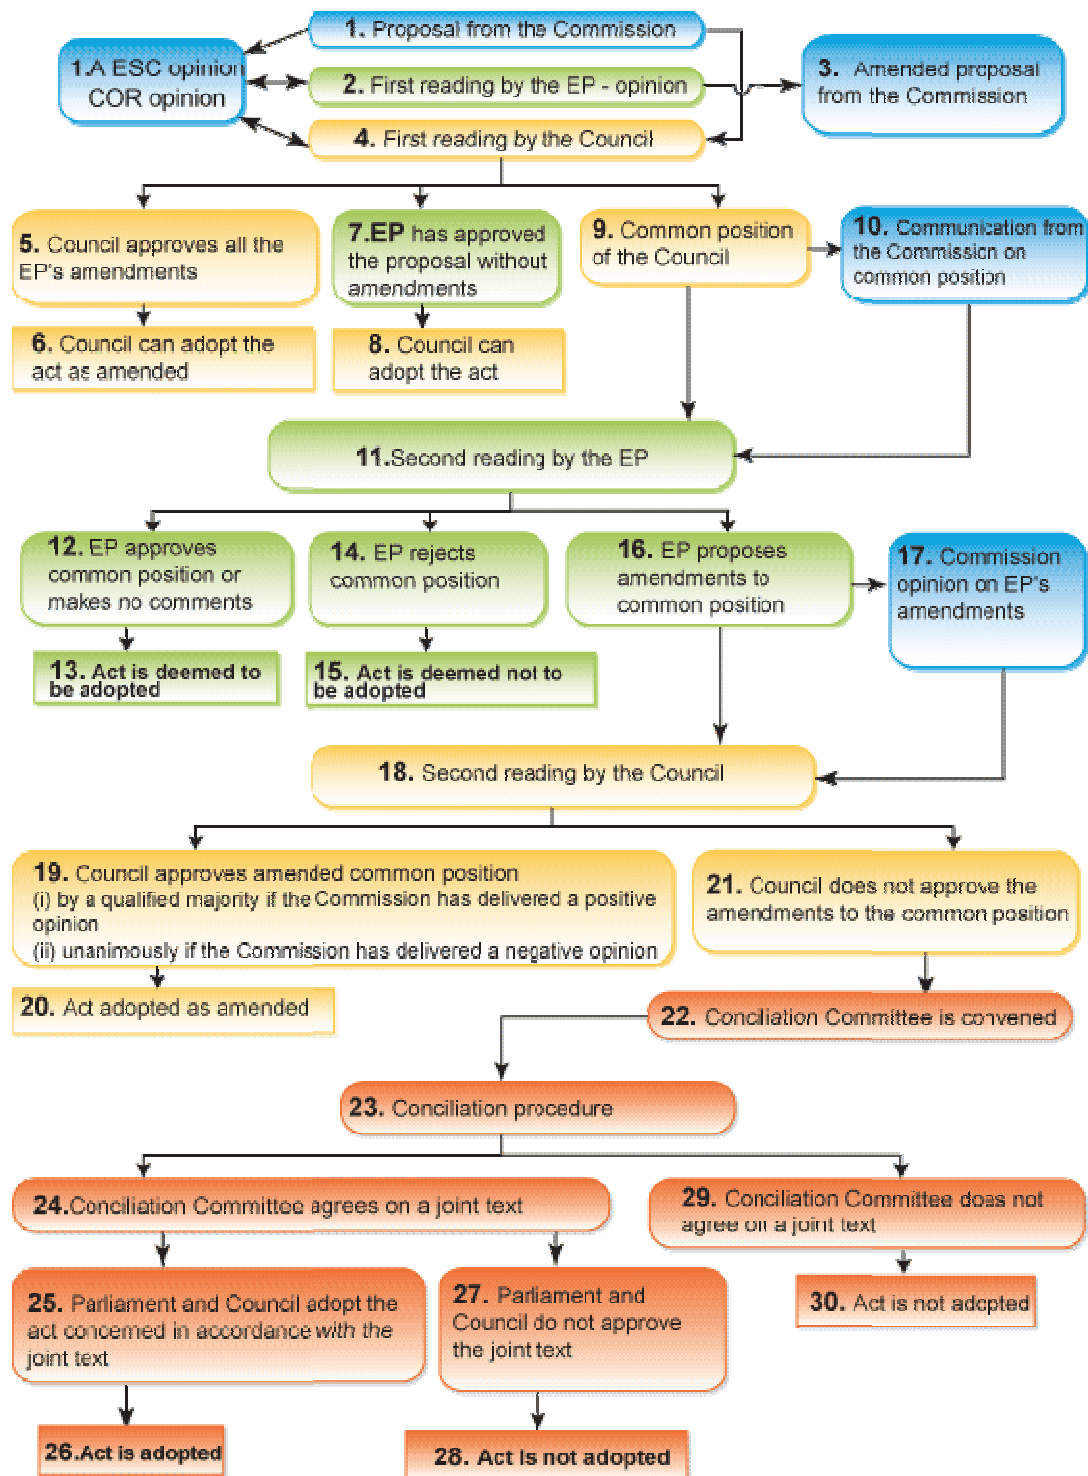 1. Proposal from the Commission
1.A ESC opinion
COR opinion
2. First reading by the EP - opinion
3. Amended proposal
from the Commission
4. First reading by the Council
5. Council approves all the
EP's amendments
7.EP has approved
the proposal without
amendments
9. Common position
of the Council
10. Communication from
the Commission on
common position
6. Council can adopt the
act as amended
8. Council can
adopt the act
11.Second reading by the EP
12. EP approves
common position or
makes no comments
14. EP rejects
common position
16. EP proposes
amendments to
common position
17. Commission
opinion on EP's
amendments
13. Act is deemed to
be adopted
15. Act is deemed not to
be adopted
18. Second reading by the Council
19. Council approves amended common position
(i) by a qualified majority if the Commission has delivered a positive
opinion
(ii) unanimously if the Commission has delivered a negative opinion
21. Council does not approve the
amendments to the common position
20. Act adopted as amended
22. Conciliation Committee is convened
23. Conciliation procedure
24.Conciliation Committee agrees on a joint text
29. Conciliation Committee does not
agree on a joint text
25. Parliament and Council adopt the
act concerned in accordance with the
joint text
27. Parliament and
Council do not approve
the joint text
30. Act is not adopted
26.Act is adopted
28. Act is not adopted